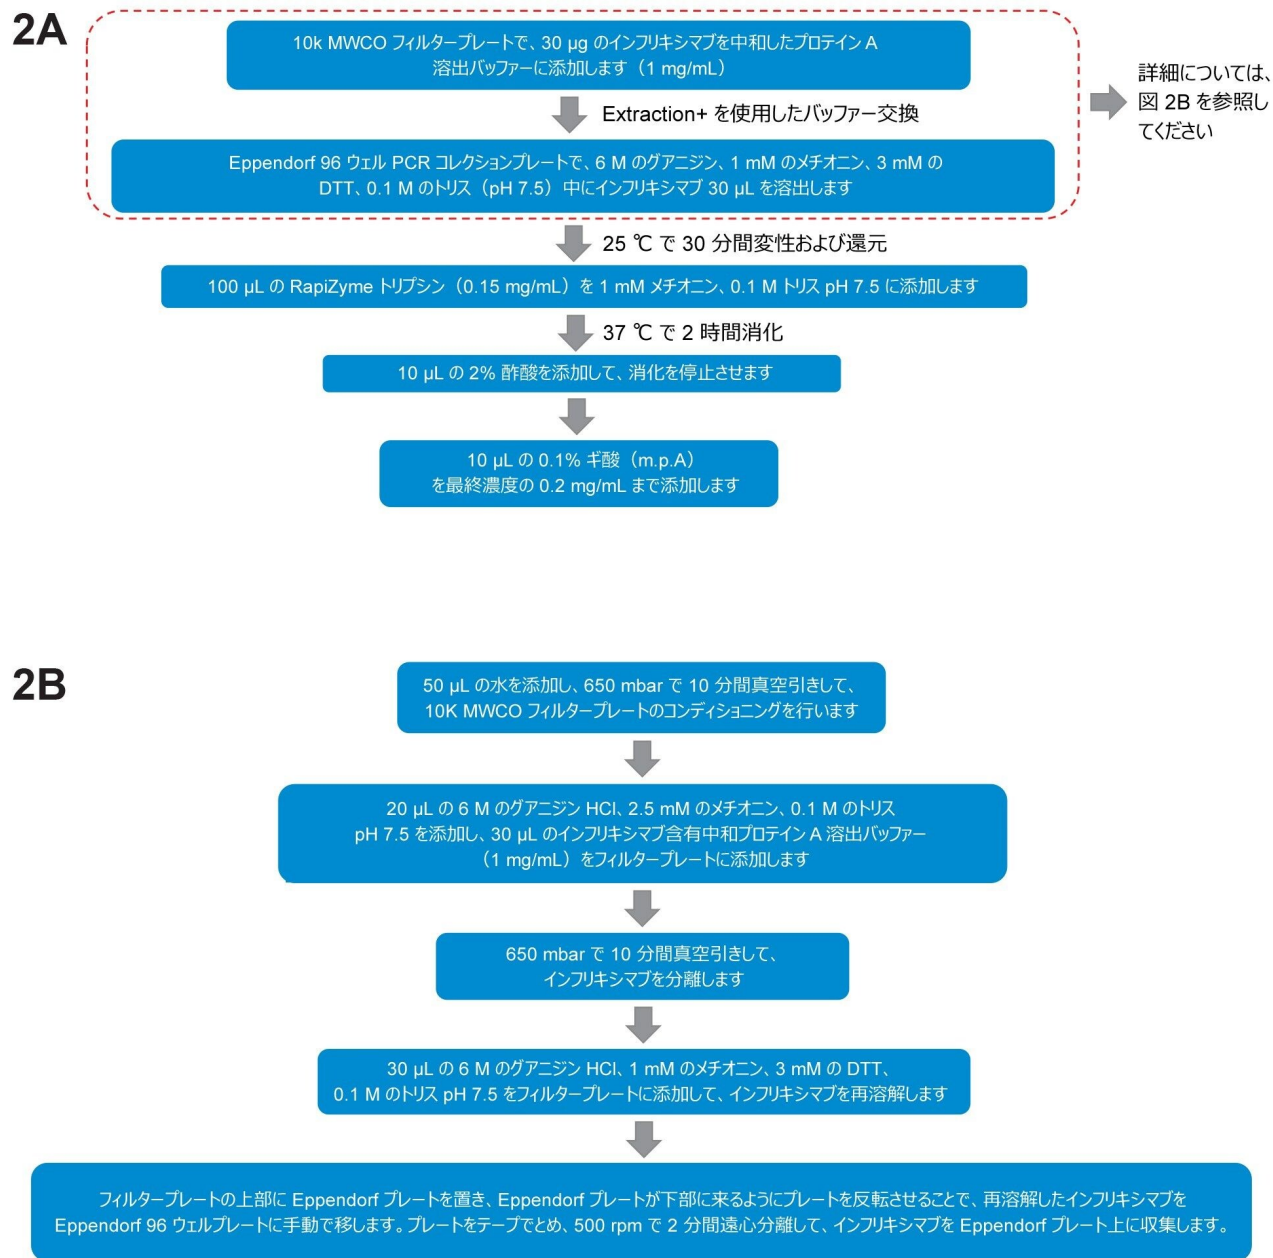 2A
10k MWCO フィルタープレートで、30 µg のインフリキシマブを中和したプロテイン A
溶出バッファーに添加します（1 mg/mL）
Extraction+ を使用したバッファー交換
詳細については、
図 2B を参照し
てください
Eppendorf 96 ウェル PCR コレクションプレートで、6 M のグアニジン、1 mM のメチオニン、3 mM の
DTT、0.1 M のトリス（pH 7.5）中にインフリキシマブ 30 µL を溶出します
25 ℃ で 30 分間変性および還元
100 µL の RapiZyme トリプシン（0.15 mg/mL）を 1 mM メチオニン、0.1 M トリス pH 7.5 に添加します
37 ℃ で 2 時間消化
10 µL の 2% 酢酸を添加して、消化を停止させます
10 µL の 0.1% ギ酸（m.p.A）
を最終濃度の 0.2 mg/mL まで添加します
2B
50 µL の水を添加し、650 mbar で 10 分間真空引きして、
10K MWCO フィルタープレートのコンディショニングを行います
20 µL の 6 M のグアニジン HCl、2.5 mM のメチオニン、0.1 M のトリス
pH 7.5 を添加し、30 µL のインフリキシマブ含有中和プロテイン A 溶出バッファー
（1 mg/mL）をフィルタープレートに添加します
650 mbar で 10 分間真空引きして、
インフリキシマブを分離します
30 µL の 6 M のグアニジン HCl、1 mM のメチオニン、3 mM の DTT、
0.1 M のトリス pH 7.5 をフィルタープレートに添加して、インフリキシマブを再溶解します
フィルタープレートの上部に Eppendorf プレートを置き、Eppendorf プレートが下部に来るようにプレートを反転させることで、再溶解したインフリキシマブを
Eppendorf 96 ウェルプレートに手動で移します。プレートをテープでとめ、500 rpm で 2 分間遠心分離して、インフリキシマブを Eppendorf プレート上に収集します。